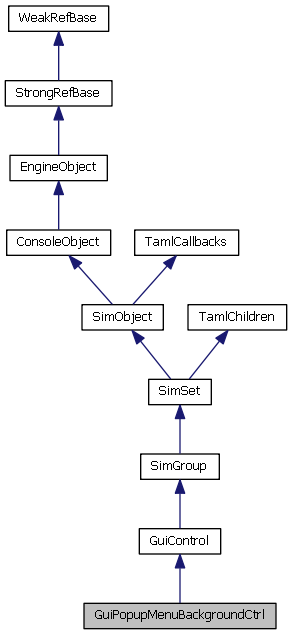 WeakRefBase
StrongRefBase
EngineObject
ConsoleObject
TamlCallbacks
SimObject
TamlChildren
SimSet
SimGroup
GuiControl
GuiPopupMenuBackgroundCtrl